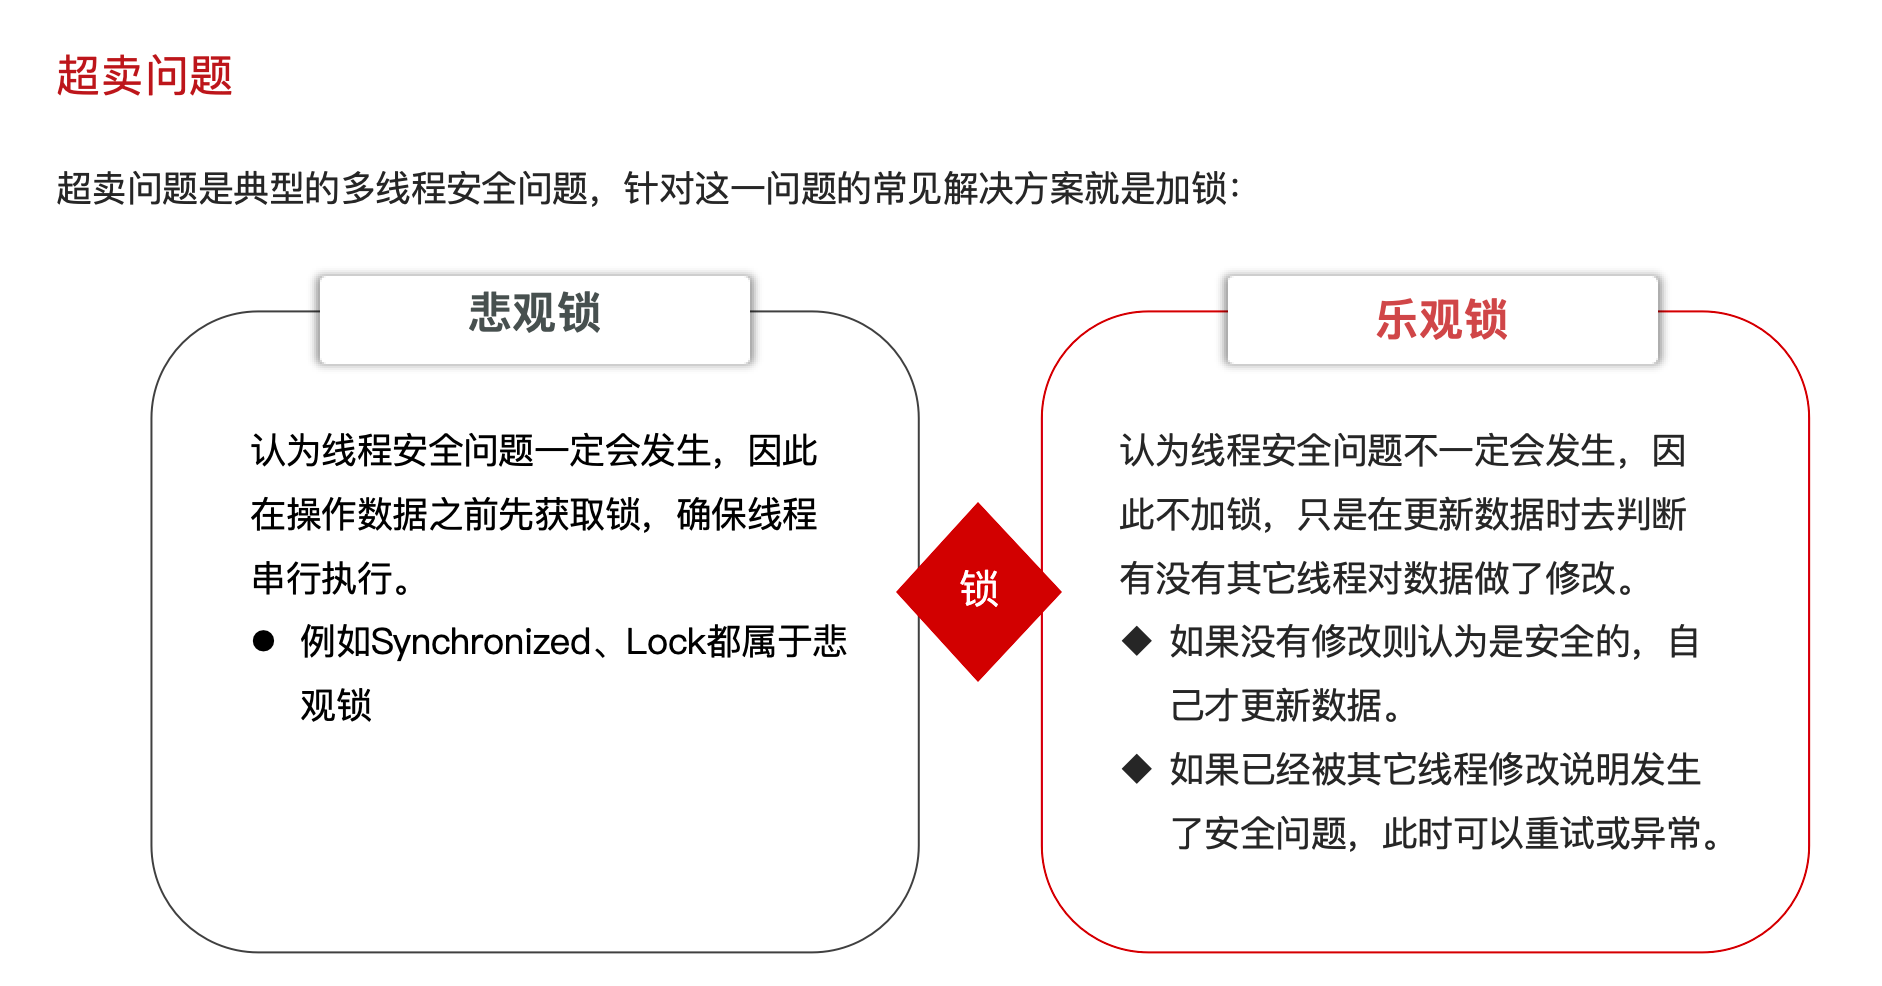 超卖问题
超卖问题是典型的多线程安全问题，针对这一问题的常见解决方案就是加锁：
悲观锁
认为线程安全问题一定会发生，因此
在操作数据之前先获取锁，确保线程
串行执行。
● 例如Synchronized、Lock都属于悲
观锁
锁
乐观锁
认为线程安全问题不一定会发生，因
此不加锁，只是在更新数据时去判断
有没有其它线程对数据做了修改。
◆ 如果没有修改则认为是安全的，自
己才更新数据。
◆ 如果已经被其它线程修改说明发生
了安全问题，此时可以重试或异常。